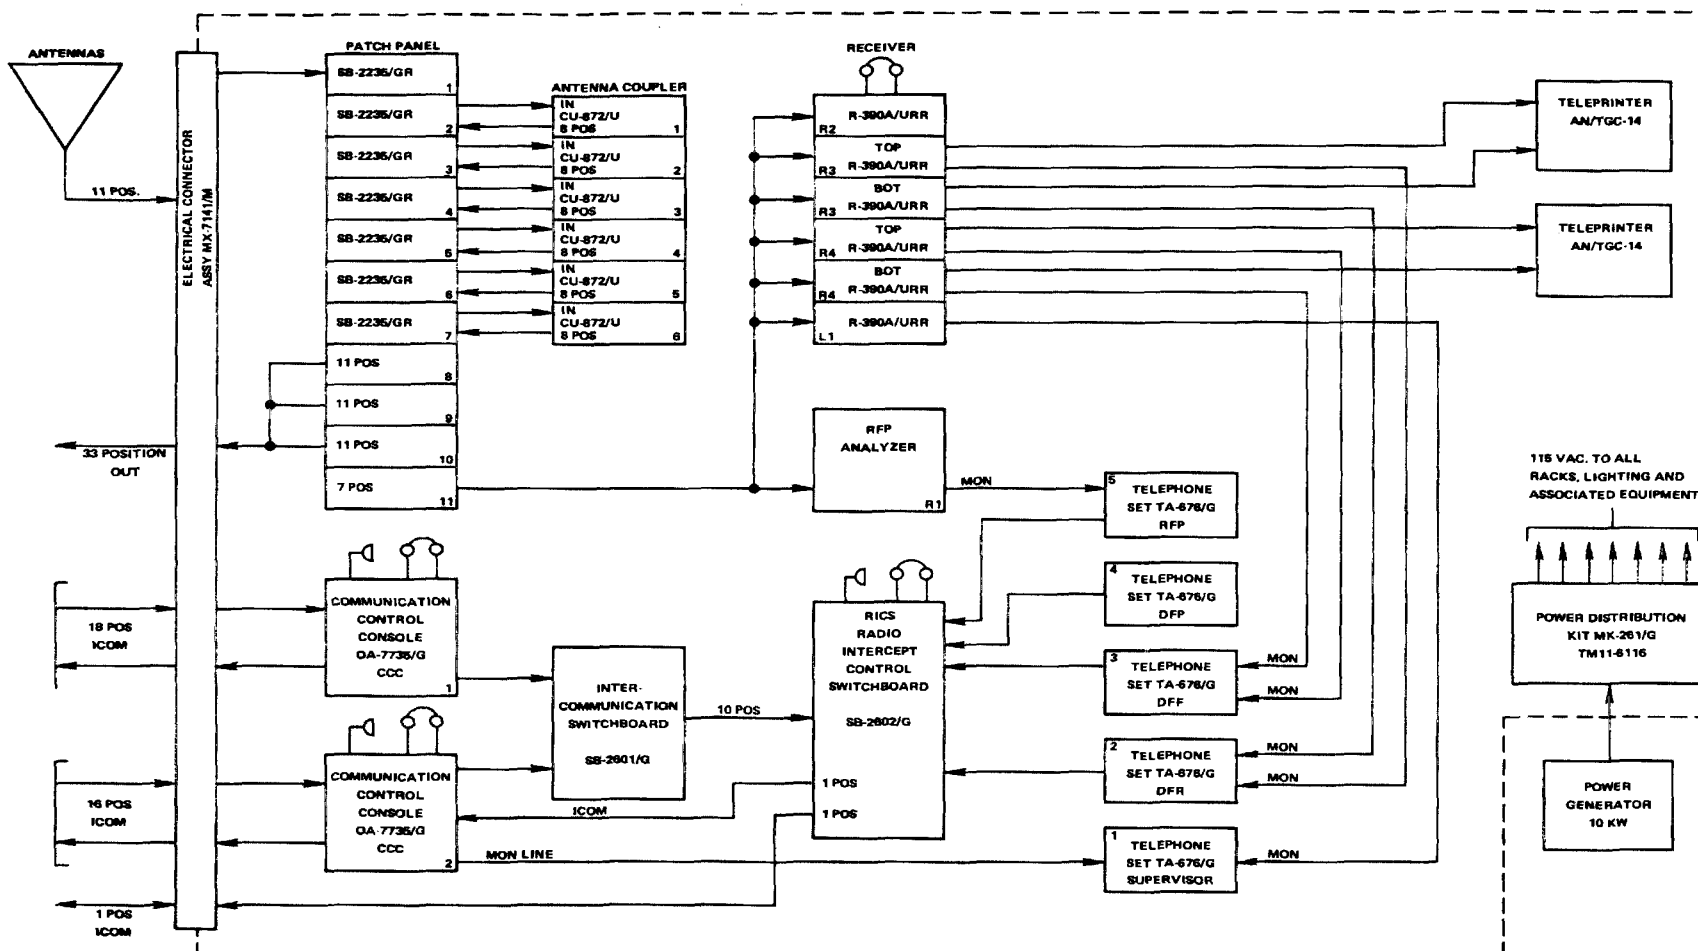 ANTENNAS
11 POS.
ELECTRICAL CONNECTOR
ASSY MX-7141/M
33 POSITION
OUT
18 POS
ICOM
16 POS
ICOM
1 POS
ICOM
PATCH PANEL
SB-2235/GR
1
SB-2235/GR
2
SB-2235/GR
3
SB-2235/GR
4
SB-2235/GR
5
SB-2235/GR
6
SB-2235/GR
7
11 POS
8
11 POS
9
11 POS
10
7 POS
11
ANTENNA COUPLER
IN
CU-872/U
8 POS
1
IN
CU-872/U
8 POS
2
IN
CU-872/U
8 POS
3
IN
CU-872/U
8 POS
4
IN
CU-872/U
8 POS
5
IN
CU-872/U
8 POS
6
RECEIVER
R-390A/URR
R2
TOP
R-390A/URR
R3
BOT
R-390A/URR
R3
TOP
R-390A/URR
R4
BOT
R-390A/URR
R4
R-390A/URR
L1
RFP
ANALYZER
R1
MON
TELEPRINTER
AN/TGC-14
TELEPRINTER
AN/TGC-14
COMMUNICATION
CONTROL
CONSOLE
OA-7735/G
CCC
1
COMMUNICATION
CONTROL
CONSOLE
OA-7735/G
CCC
2
INTER-
COMMUNICATION
SWITCHBOARD
SB-2601/G
10 POS
ICOM
MON LINE
RICS
RADIO
INTERCEPT
CONTROL
SWITCHBOARD
SB-2602/G
1 POS
1 POS
5
TELEPHONE
SET TA-676/G
RFP
4
TELEPHONE
SET TA-676/G
DFP
3
TELEPHONE
SET TA-676/G
DFF
MON
MON
2
TELEPHONE
SET TA-676/G
DFR
MON
MON
1
TELEPHONE
SET TA-676/G
SUPERVISOR
MON
115 VAC. TO ALL
RACKS, LIGHTING AND
ASSOCIATED EQUIPMENT
POWER DISTRIBUTION
KIT MK-261/G
TM11-6116
POWER
GENERATOR
10 KW